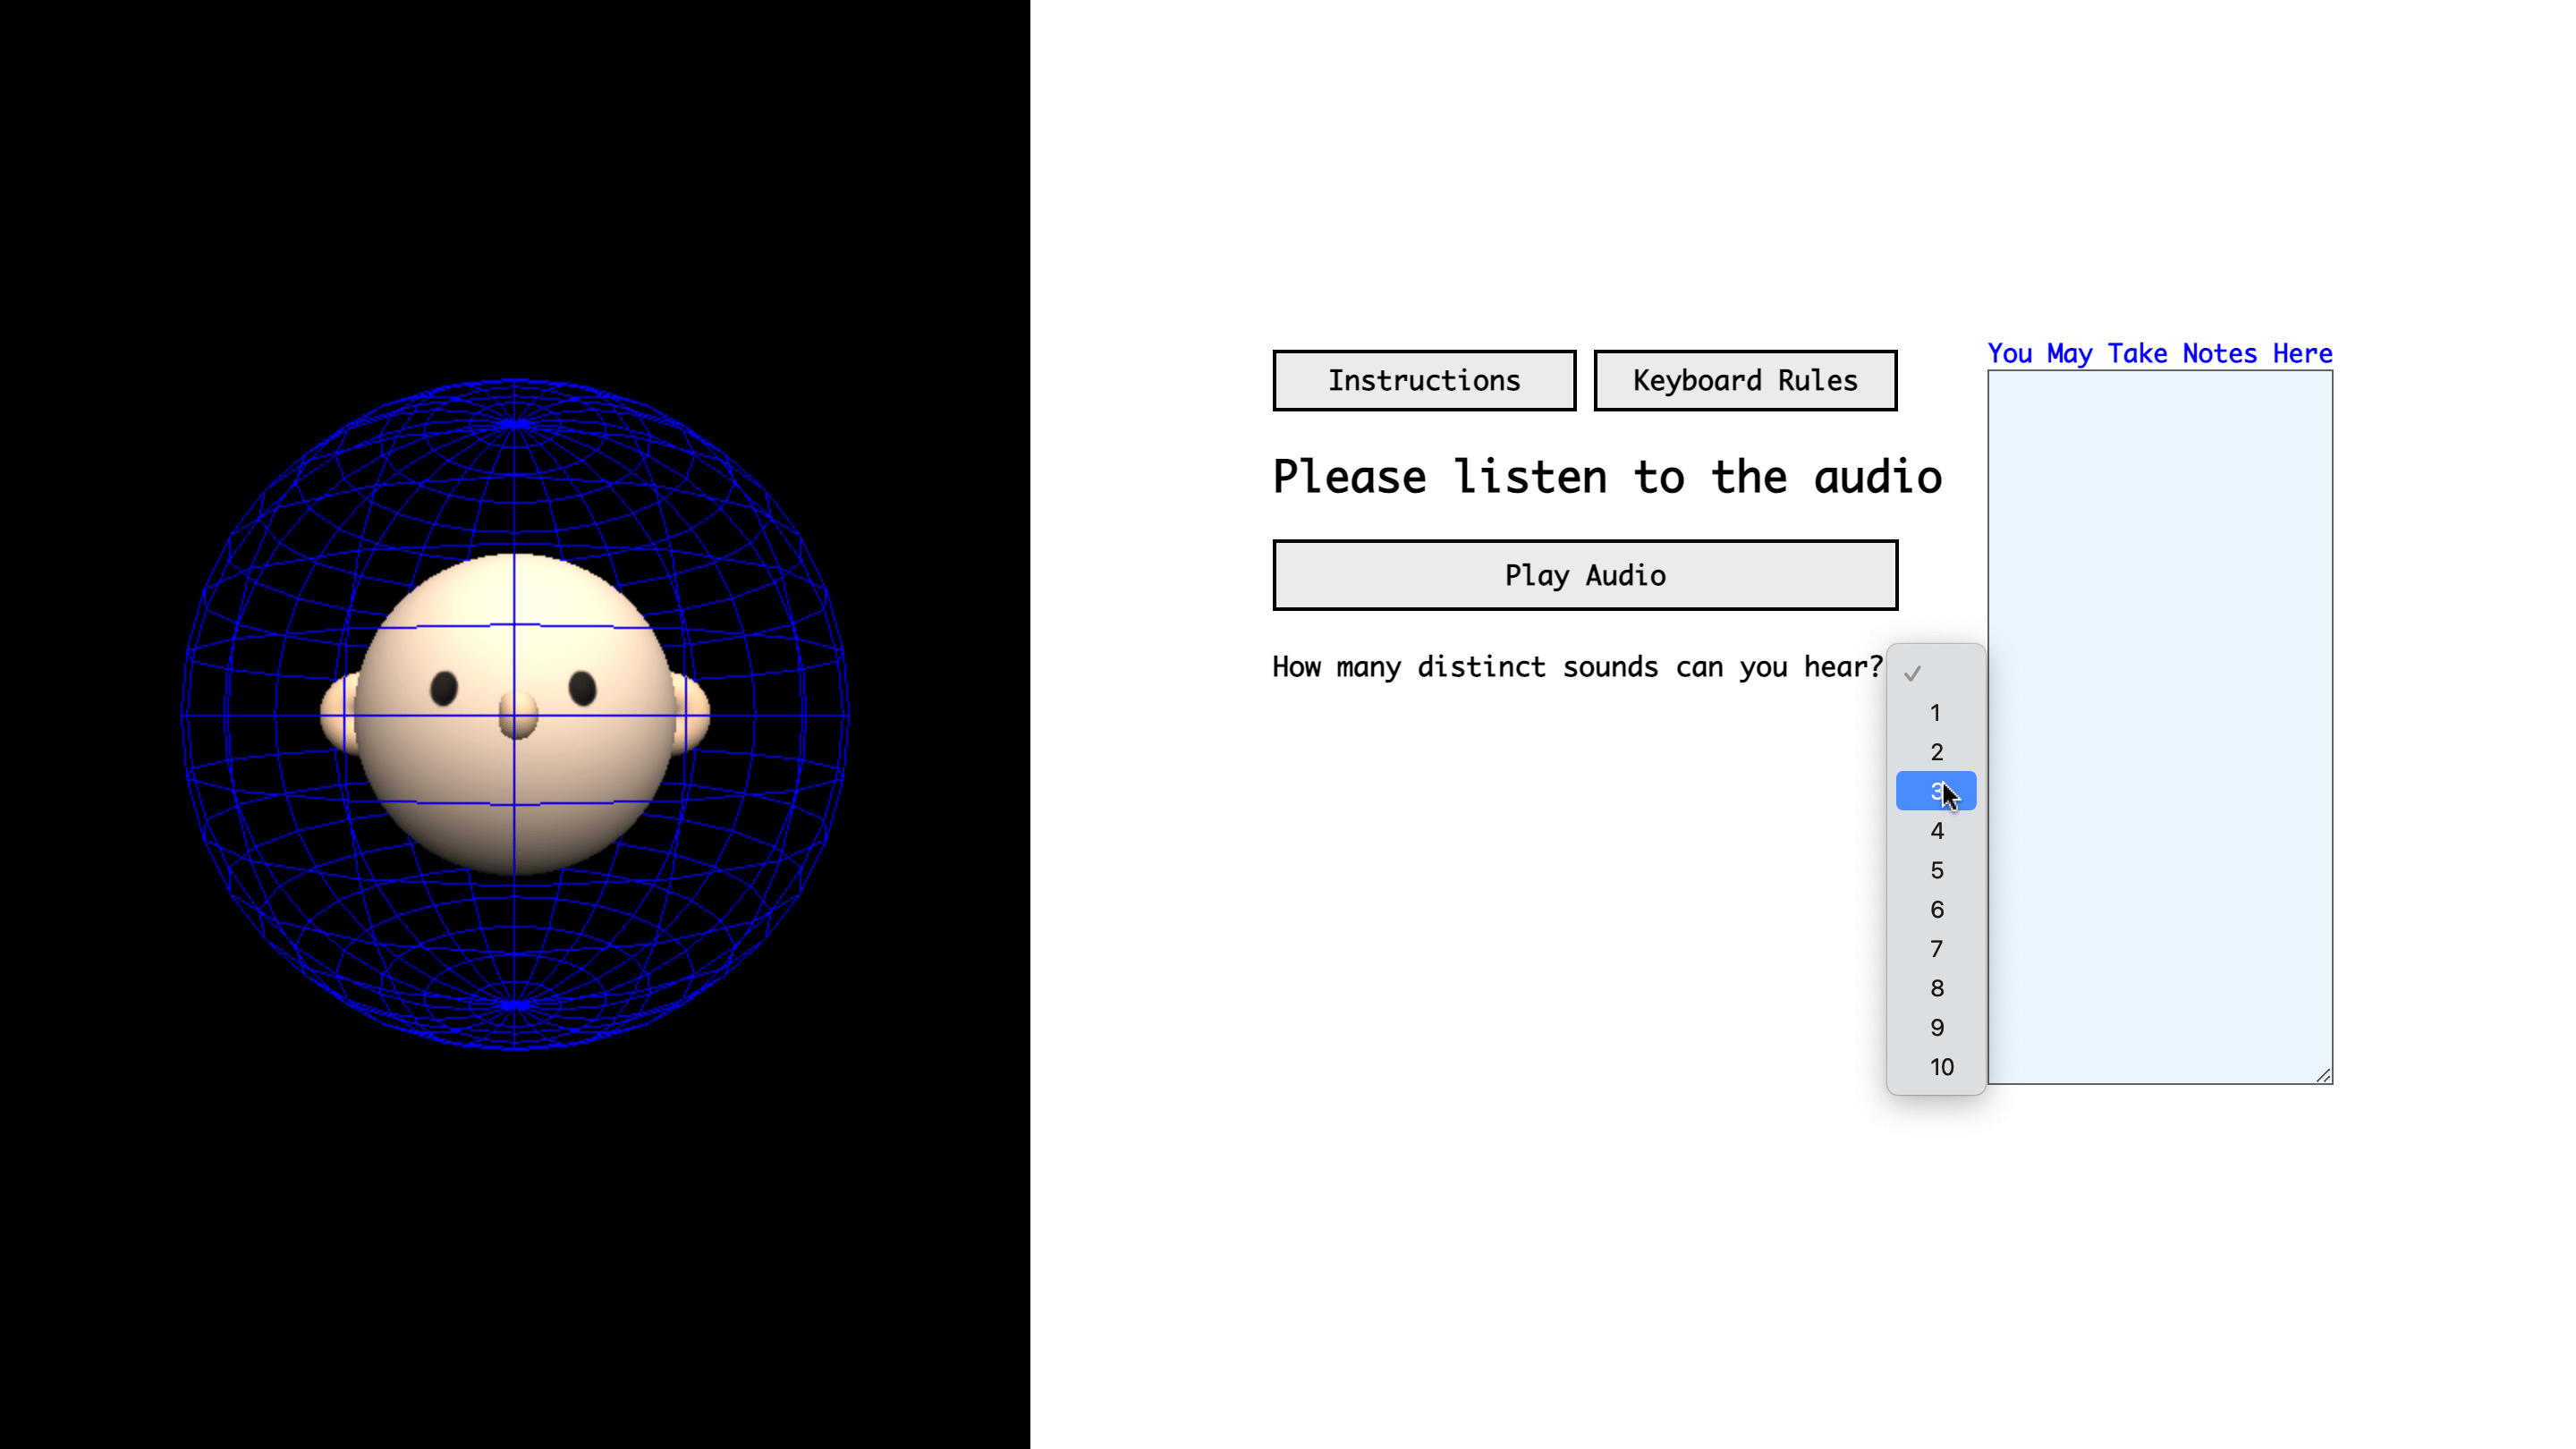 Instructions
Keyboard Rules
You May Take Notes Here
Please listen to the audio
Play Audio
How many distinct sounds can you hear?
1
2
3
4
5
6
7
8
9
10